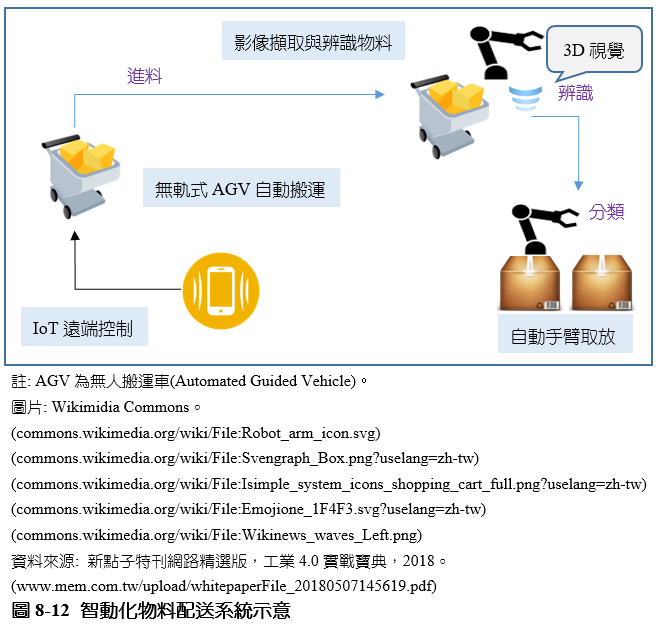 影像擷取與辨識物料
3D 視覺
進料
辨識
無軌式 AGV 自動搬運
分類
IoT 遠端控制
自動手臂取放
註: AGV 為無人搬運車(Automated Guided Vehicle)。
圖片: Wikimidia Commons。
(commons.wikimedia.org/wiki/File:Robot_arm_icon.svg)
(commons.wikimedia.org/wiki/File:Svengraph_Box.png?uselang=zh-tw)
(commons.wikimedia.org/wiki/File:Isimple_system_icons_shopping_cart_full.png?uselang=zh-tw)
(commons.wikimedia.org/wiki/File:Emojione_1F4F3.svg?uselang=zh-tw)
(commons.wikimedia.org/wiki/File:Wikinews_waves_Left.png)
資料來源: 新點子特刊網路精選版，工業 4.0 實戰寶典，2018。
(www.mem.com.tw/upload/whitepaperFile_20180507145619.pdf)
圖 8-12 智動化物料配送系統示意